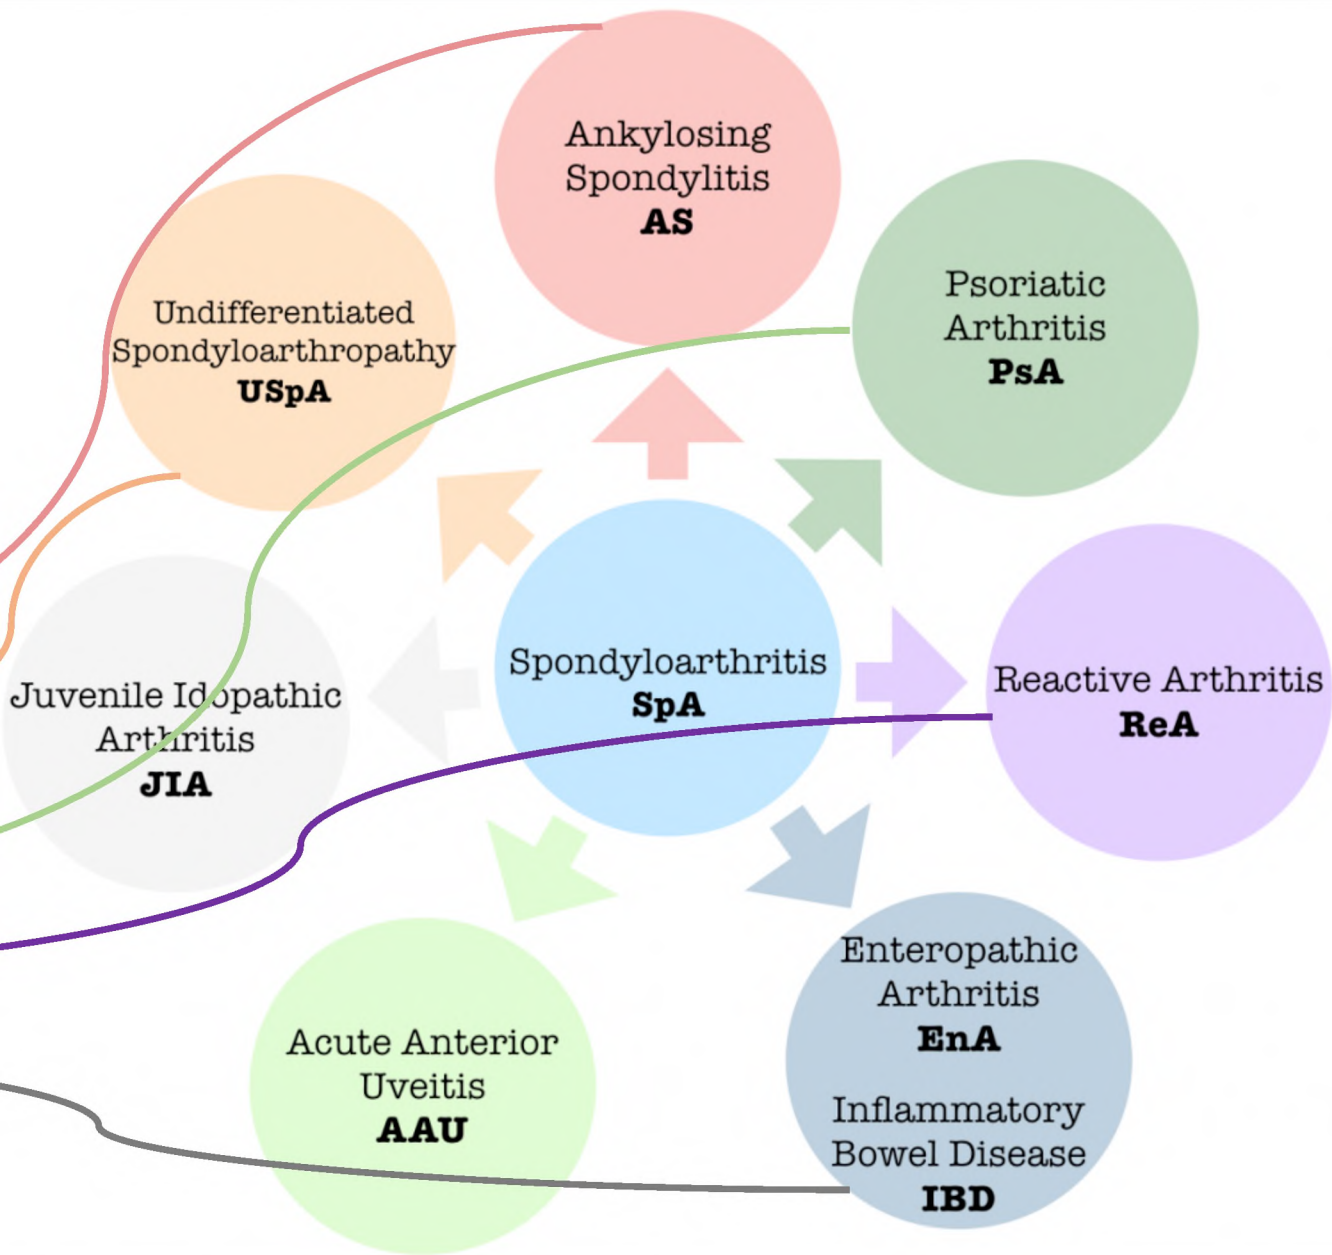 Ankylosing
Spondylitis
AS
Psoriatic
Arthritis
PsA
Undifferentiated
Spondyloarthropathy
USpA
Spondyloarthritis
SpA
Reactive Arthritis
ReA
Juvenile Idopathic
Arthritis
JIA
Enteropathic
Arthritis
EnA
Inflammatory
Bowel Disease
IBD
Acute Anterior
Uveitis
AAU